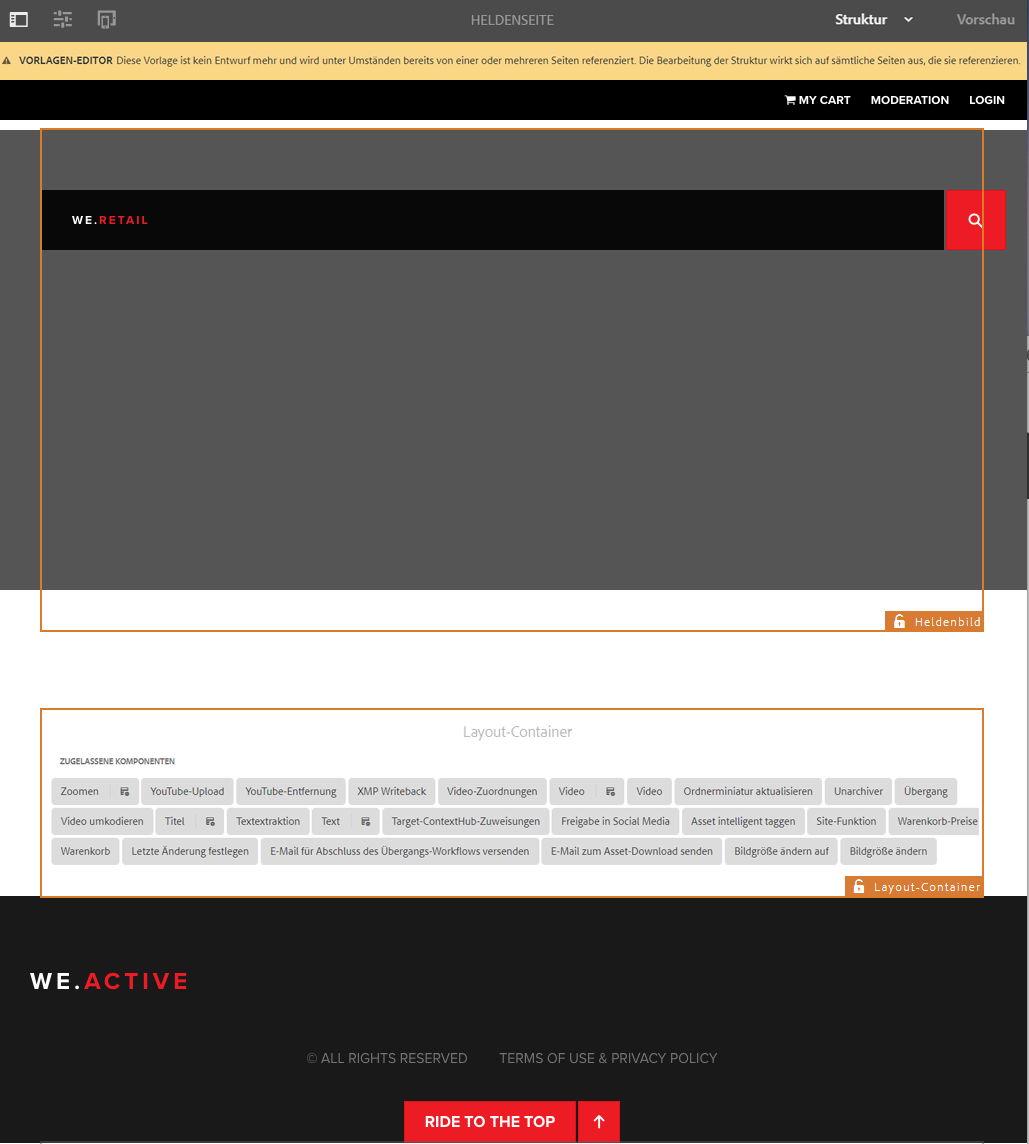 HELDENSEITE Struktur Vorschau
VORLAGEN-EDITOR Diese Vorlage ist kein Entwurf mehr und wird unter Umständen bereits von einer oder mehreren Seiten referenziert. Die Bearbeitung der Struktur wirkt sich auf sämtliche Seiten aus, die sie referenzieren.
MY CART MODERATION LOGIN
WE.RETAIL
Heldenbild
Layout-Container
ZUGELASSENE KOMPONENTEN
Zoomen YouTube-Upload YouTube-Entfernung XMP Writeback Video-Zuordnungen Video Video Ordnerminiatur aktualisieren Unarchiver Übergang
Video umkodieren Titel Textextraktion Text Target-ContextHub-Zuweisungen Freigabe in Social Media Asset intelligent taggen Site-Funktion Warenkorb-Preise
Warenkorb Letzte Änderung festlegen E-Mail für Abschluss des Übergangs-Workflows versenden E-Mail zum Asset-Download senden Bildgröße ändern auf Bildgröße ändern
Layout-Container
WE.ACTIVE
© ALL RIGHTS RESERVED TERMS OF USE & PRIVACY POLICY
RIDE TO THE TOP